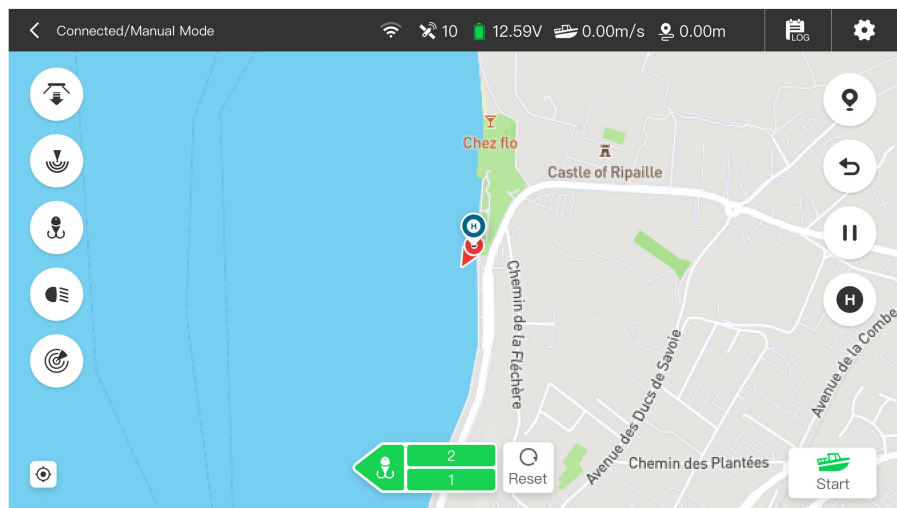 Connected/Manual Mode
10
12.59V
0.00m/s
0.00m
LOG
Chez flo
Castle of Ripaille
H
H
Chemin de la Fléchère
Avenue des Ducs de Savoie
Avenue de la Combe
Chemin des Plantées
2
1
Reset
Start